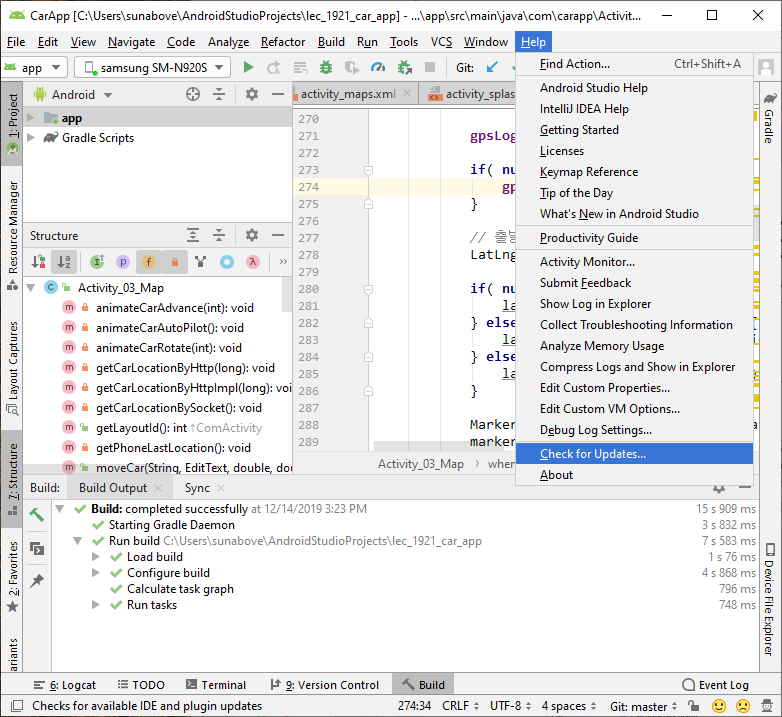 CarApp [C:\Users\sunabove\AndroidStudioProjects\lec_1921_car_app] - ...\app\src\main\java\com\carapp\Activit...
File Edit View Navigate Code Analyze Refactor Build Run Tools VCS Window Help
app samsung SM-N920S Git:
Find Action... Ctrl+Shift+A
Android Studio Help
IntelliJ IDEA Help
Getting Started
Licenses
Keymap Reference
Tip of the Day
What's New in Android Studio
Productivity Guide
Activity Monitor...
Submit Feedback
Show Log in Explorer
Collect Troubleshooting Information
Analyze Memory Usage
Compress Logs and Show in Explorer
Edit Custom Properties...
Edit Custom VM Options...
Debug Log Settings...
Check for Updates...
About
1: Project
Resource Manager
Layout Captures
7: Structure
2: Favorites
ariants
Android
app
Gradle Scripts
Structure
Activity_03_Map
animateCarAdvance(int): void
animateCarAutoPilot(): void
animateCarRotate(int): void
getCarLocationByHttp(long): void
getCarLocationByHttpImpl(long): void
getCarLocationBySocket(): void
getLayoutId(): int ↑ComActivity
getPhoneLastLocation(): void
moveCar(String, EditText, double, dou
activity_maps.xml activity_splas
270
271 gpsLog
272
273 if( nu
274 gp
275 }
276
277 //
278 LatLng
279
280 if( nu
281 la
282 } else
283 la
284 } else
285 la
286 }
287
288 Marker
289 marker
Activity_03_Map when
Gradle
Device File Explorer
Build: Build Output Sync
Build: completed successfully at 12/14/2019 3:23 PM 15 s 909 ms
Starting Gradle Daemon 3 s 832 ms
Run build C:\Users\sunabove\AndroidStudioProjects\lec_1921_car_app 7 s 583 ms
Load build 1 s 76 ms
Configure build 4 s 868 ms
Calculate task graph 796 ms
Run tasks 748 ms
6: Logcat TODO Terminal 9: Version Control Build Event Log
Checks for available IDE and plugin updates 274:34 CRLF UTF-8 4 spaces Git: master